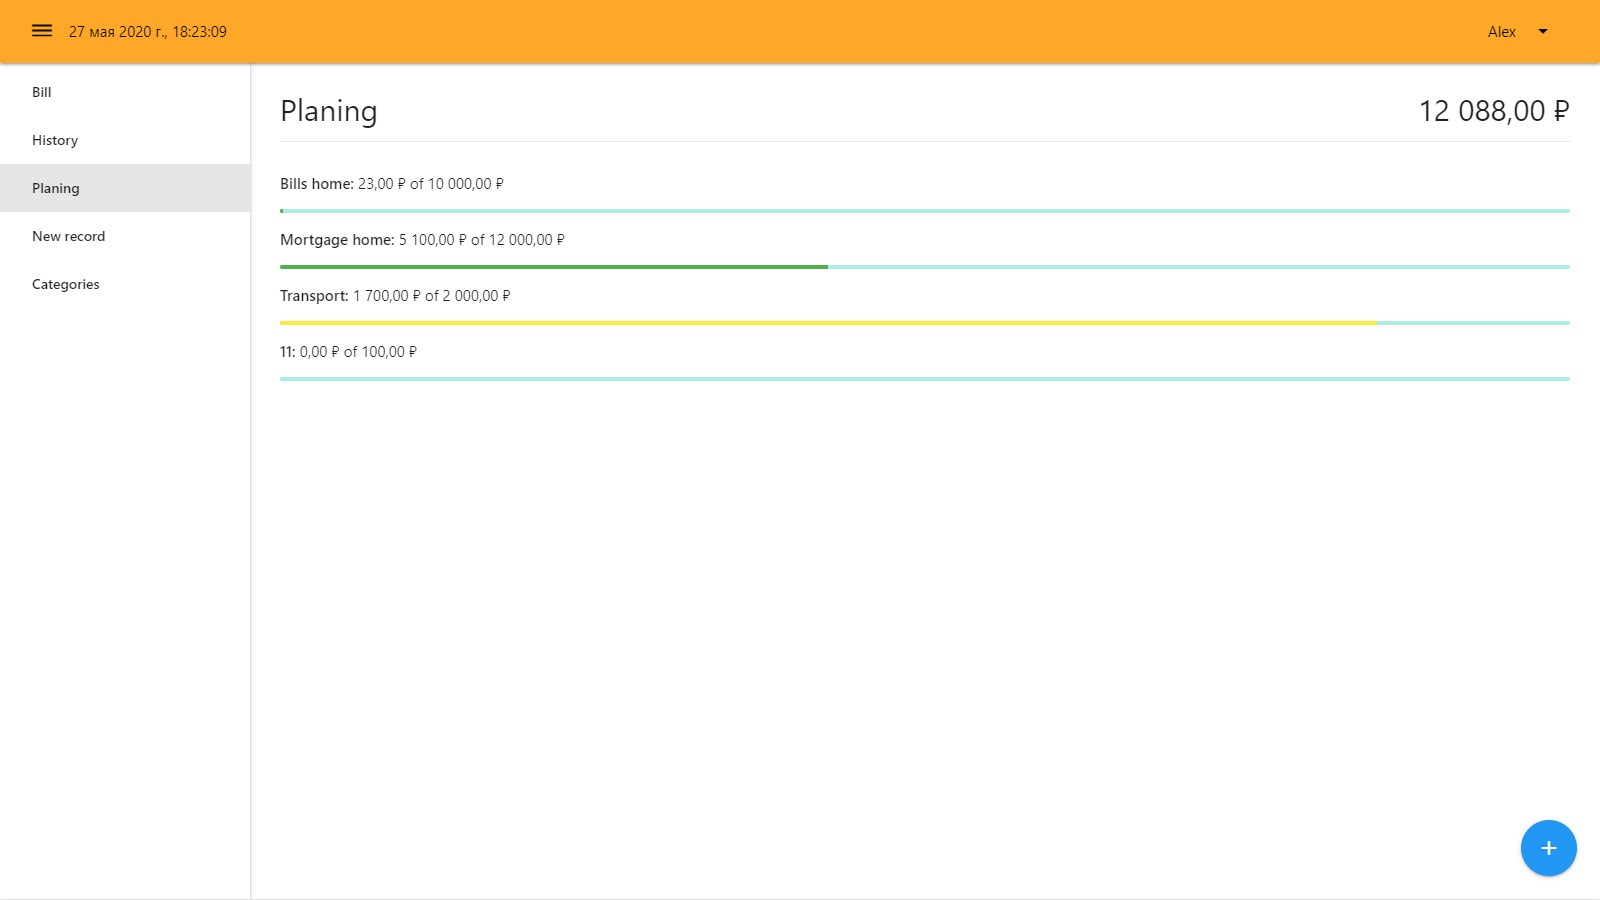 27 мая 2020 г., 18:23:09
Alex
Bill
History
Planing
New record
Categories
Planing
12 088,00 ₽
Bills home: 23,00 ₽ of 10 000,00 ₽
Mortgage home: 5 100,00 ₽ of 12 000,00 ₽
Transport: 1 700,00 ₽ of 2 000,00 ₽
11: 0,00 ₽ of 100,00 ₽
+